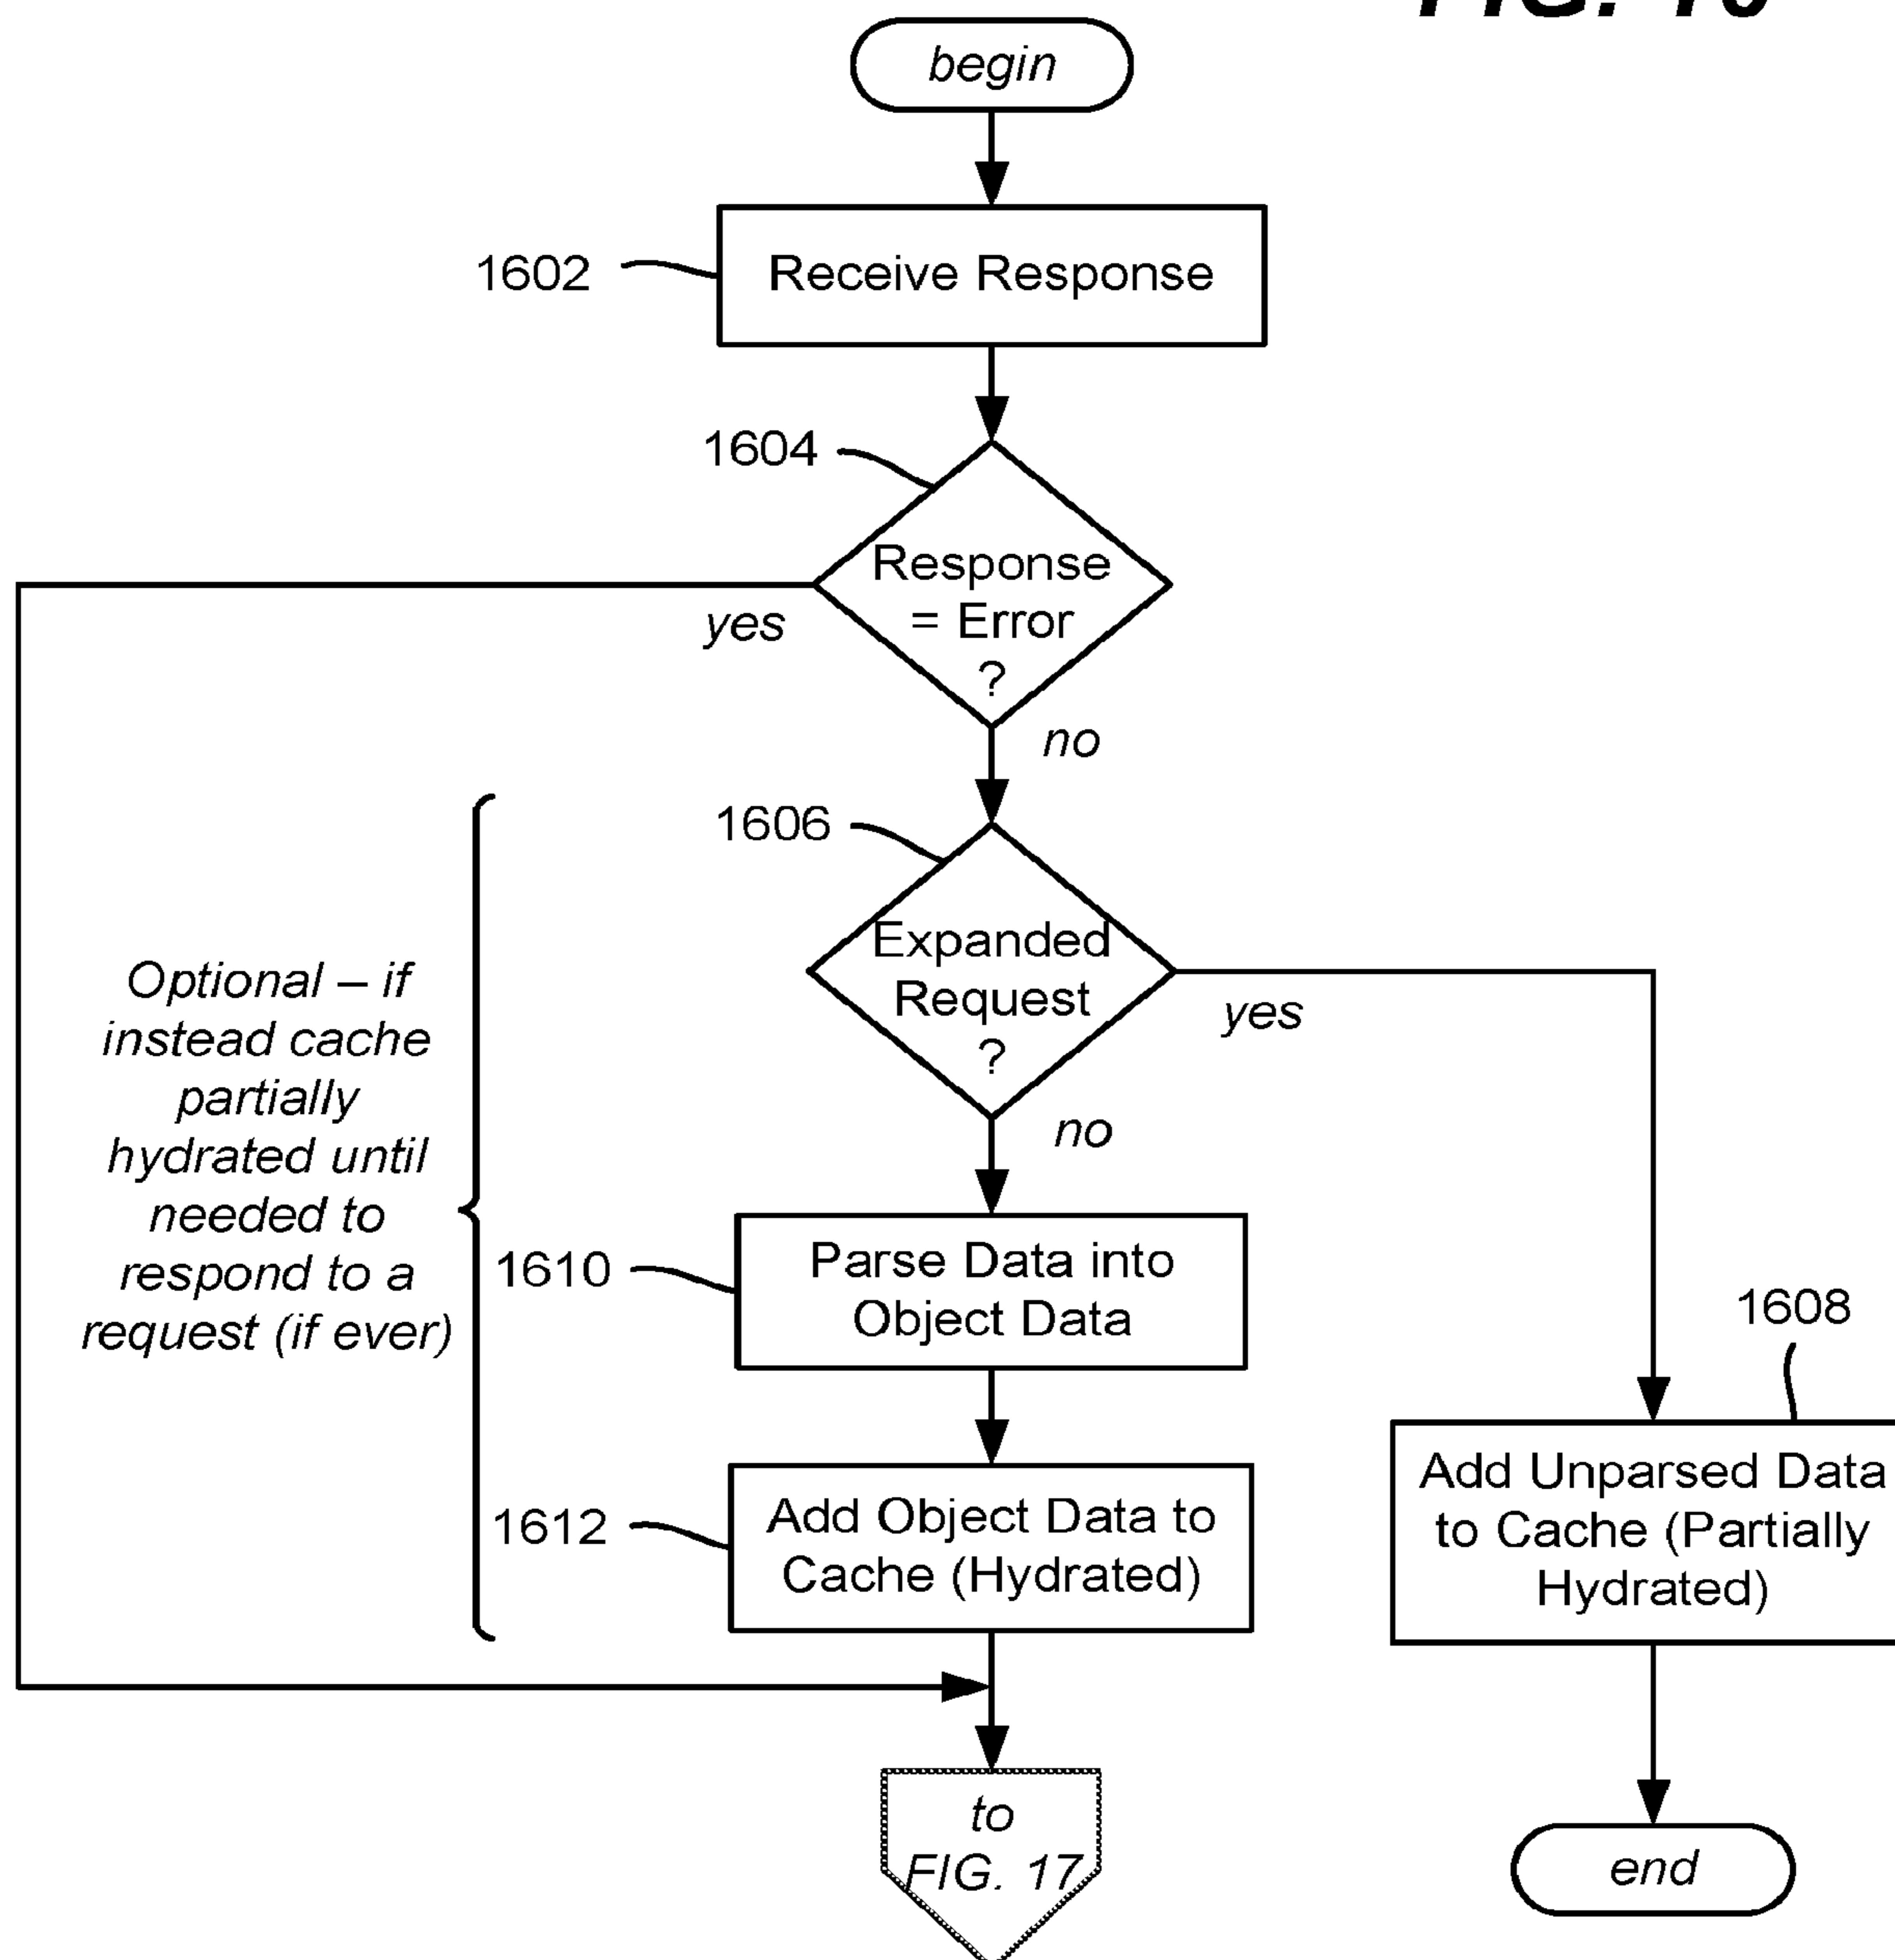 begin
1602
Receive Response
1604
Response
= Error
?
yes
no
1606
Expanded
Request
?
yes
no
Optional – if
instead cache
partially
hydrated until
needed to
respond to a
request (if ever)
1610
Parse Data into
Object Data
1608
Add Unparsed Data
to Cache (Partially
Hydrated)
1612
Add Object Data to
Cache (Hydrated)
to
FIG. 17
end